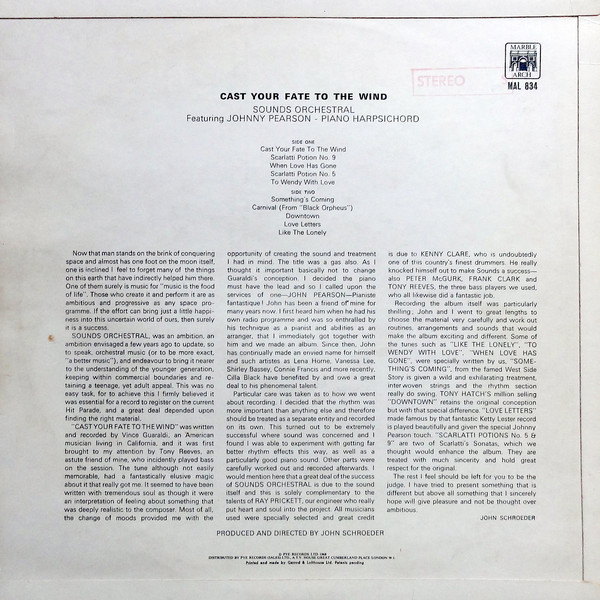 MARBLE
ARCH
MAL 834
STEREO
CAST YOUR FATE TO THE WIND
SOUNDS ORCHESTRAL
Featuring JOHNNY PEARSON - PIANO HARPSICHORD
SIDE ONE
Cast Your Fate To The Wind
Scarlatti Potion No. 9
When Love Has Gone
Scarlatti Potion No. 5
To Wendy With Love
SIDE TWO
Something's Coming
Carnival (From "Black Orpheus")
Downtown
Love Letters
Like The Lonely
Now that man stands on the brink of conquering
space and almost has one foot on the moon itself,
one is inclined I feel to forget many of the things
on this earth that have indirectly helped him there.
One of them surely is music for "music is the food
of life". Those who create it and perform it are as
ambitious and progressive as any space pro-
gramme. If the effort can bring just a little happi-
ness into this uncertain world of ours, then surely
it is a success.
SOUNDS ORCHESTRAL, was an ambition, an
ambition envisaged a few years ago to update, so
to speak, orchestral music (or to be more exact,
"a better music"), and endeavour to bring it nearer
to the understanding of the younger generation,
keeping within commercial boundaries and re-
taining a teenage, yet adult appeal. This was no
easy task, for to achieve this I firmly believed it
was essential for a record to register on the current
Hit Parade, and a great deal depended upon
finding the right material.
"CAST YOUR FATE TO THE WIND" was written
and recorded by Vince Guaraldi, an American
musician living in California, and it was first
brought to my attention by Tony Reeves, an
astute friend of mine, who incidently played bass
on the session. The tune although not easily
memorable, had a fantastically elusive magic
about it that really got me. It seemed to have been
written with tremendous soul as though it were
an interpretation of feeling about something that
was deeply realistic to the composer. Most of all,
the change of moods provided me with the
opportunity of creating the sound and treatment
I had in mind. The title was a gas also. As I
thought it important basically not to change
Guaraldi's conception. I decided the piano
must have the lead and so I called upon the
services of one—JOHN PEARSON—Pianiste
fantastique! John has been a friend of mine for
many years now. I first heard him when he had his
own radio programme and was so enthralled by
his technique as a pianist and abilities as an
arranger, that I immediately got together with
him and we made an album. Since then, John
has continually made an envied name for himself
and such artists as Lena Horne, Vanessa Lee,
Shirley Bassey, Connie Francis and more recently,
Cilla Black have benefited by and owe a great
deal to his phenomenal talent.
Particular care was taken as to how we went
about recording. I decided that the rhythm was
more important than anything else and therefore
should be treated as a separate entity and recorded
on its own. This turned out to be extremely
successful where sound was concerned and I
found I was able to experiment with getting far
better rhythm effects this way, as well as a
particularly good piano sound. Other parts were
carefully worked out and recorded afterwards. I
would mention here that a great deal of the success
of SOUNDS ORCHESTRAL is due to the sound
itself and this is solely complimentary to the
talents of RAY PRICKETT, our engineer who really
put heart and soul into the project. All musicians
used were specially selected and great credit
is due to KENNY CLARE, who is undoubtedly
one of this country's finest drummers. He really
knocked himself out to make Sounds a success—
also PETER McGURK, FRANK CLARK and
TONY REEVES, the three bass players we used,
who all likewise did a fantastic job.
Recording the album itself was particularly
thrilling; John and I went to great lengths to
choose the material very carefully and work out
routines, arrangements and sounds that would
make the album exciting and different. Some of
the tunes such as "LIKE THE LONELY", "TO
WENDY WITH LOVE", "WHEN LOVE HAS
GONE", were specially written by us, "SOME-
THING'S COMING", from the famed West Side
Story is given a wild and exhilarating treatment,
inter-woven strings and the rhythm section
really do swing. TONY HATCH'S million selling
"DOWNTOWN" retains the original conception
but with that special difference. "LOVE LETTERS"
made famous by that fantastic Ketty Lester record
is played beautifully and given the special Johnny
Pearson touch. "SCARLATTI POTIONS No. 5 &
9" are two of Scarlatti's Sonatas, which we
thought would enhance the album. They are
treated with much sincerity and hold great
respect for the original.
The rest I feel should be left for you to be the
judge. I have tried to present something that is
different but above all something that I sincerely
hope will give pleasure and not be thought over
ambitious.
JOHN SCHROEDER
PRODUCED AND DIRECTED BY JOHN SCHROEDER
© PYE RECORDS LTD 1968
DISTRIBUTED BY PYE RECORDS (SALES) LTD., A.T.V. HOUSE GREAT CUMBERLAND PLACE LONDON W 1
Printed and made by Garrod & Lofthouse Ltd. Patents pending